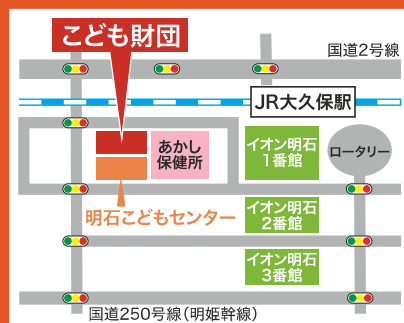 こども財団
国道2号線
JR大久保駅
あかし
保健所
イオン明石
1番館
ロータリー
明石こどもセンター
イオン明石
2番館
イオン明石
3番館
国道250号線(明姫幹線)